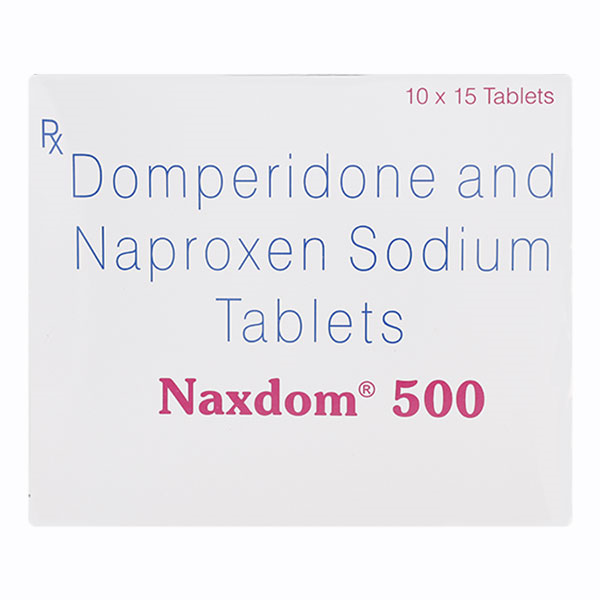 10 x 15 Tablets
Rx
Domperidone and
Naproxen Sodium
Tablets
Naxdom® 500